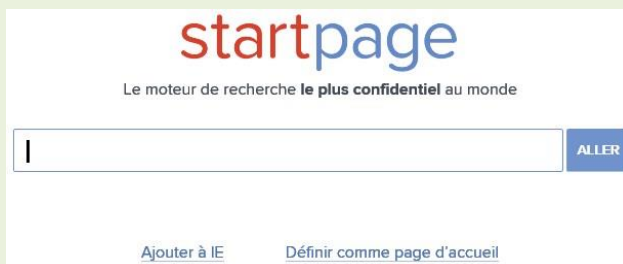 startpage
Le moteur de recherche le plus confidentiel au monde
ALLER
Ajouter à IE Définir comme page d'accueil